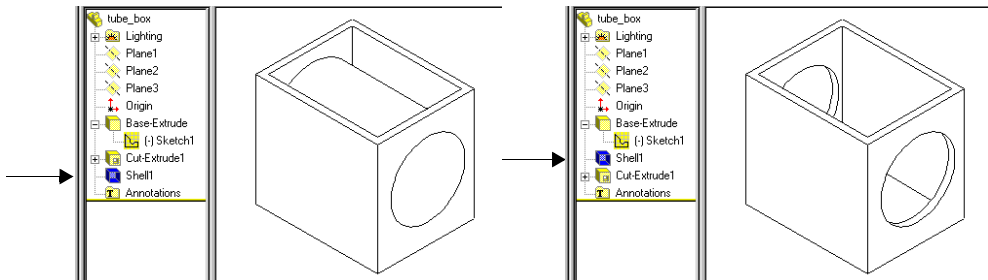 tube_box
Lighting
Plane1
Plane2
Plane3
Origin
Base-Extrude
(-) Sketch1
Cut-Extrude1
Shell1
Annotations
tube_box
Lighting
Plane1
Plane2
Plane3
Origin
Base-Extrude
(-) Sketch1
Shell1
Cut-Extrude1
Annotations